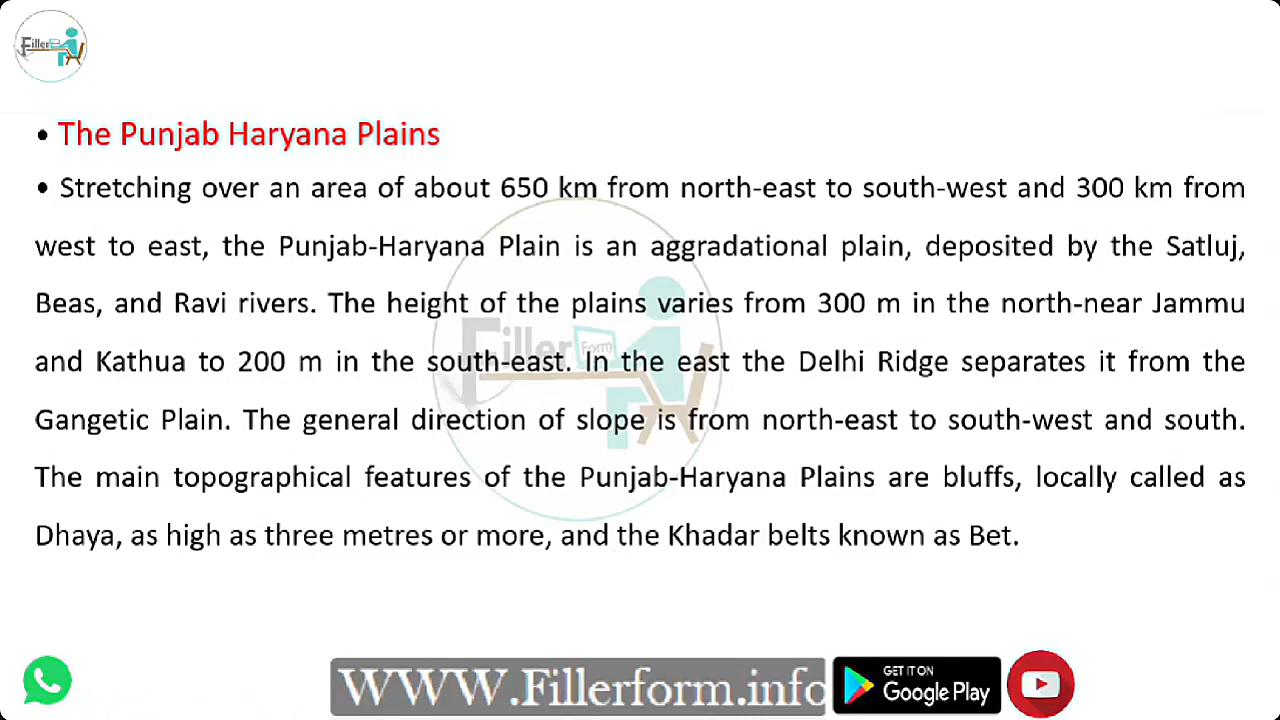 Filler
• The Punjab Haryana Plains
• Stretching over an area of about 650 km from north-east to south-west and 300 km from
west to east, the Punjab-Haryana Plain is an aggradational plain, deposited by the Satluj,
Beas, and Ravi rivers. The height of the plains varies from 300 m in the north-near Jammu
and Kathua to 200 m in the south-east. In the east the Delhi Ridge separates it from the
Gangetic Plain. The general direction of slope is from north-east to south-west and south.
The main topographical features of the Punjab-Haryana Plains are bluffs, locally called as
Dhaya, as high as three metres or more, and the Khadar belts known as Bet.
Filler Form
WWW.Fillerform.info
GET IT ON
Google Play